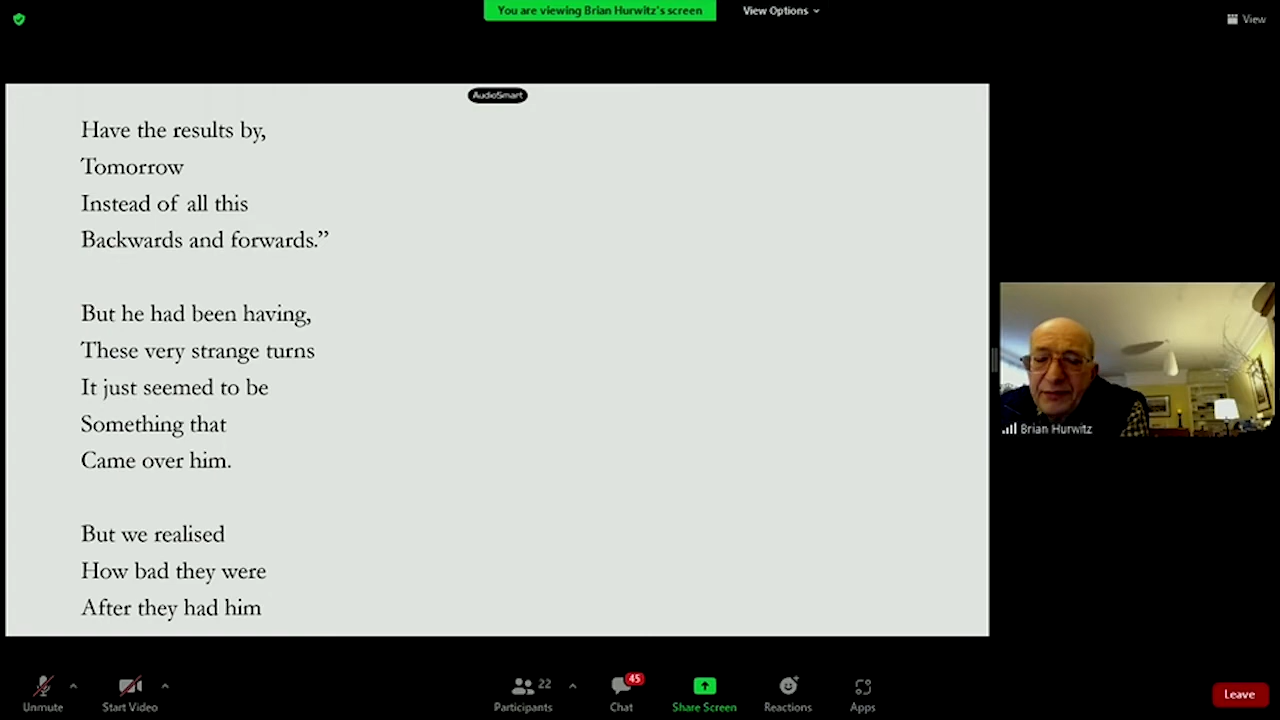 You are viewing Brian Hurwitz's screen
View Options
View
AudioSmart
Have the results by,
Tomorrow
Instead of all this
Backwards and forwards.”
But he had been having,
These very strange turns
It just seemed to be
Something that
Came over him.
But we realised
How bad they were
After they had him
Brian Hurwitz
Unmute
Start Video
22
Participants
45
Chat
Share Screen
Reactions
Apps
Leave